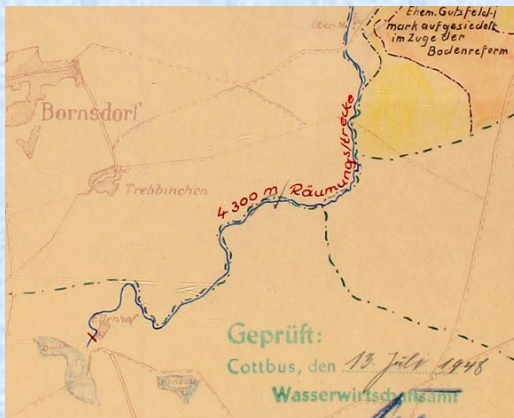 Ehem. Gutsfeld-
mark aufgesiedelt
im Zuge der
Bodenreform
Bornsdorf
Trebbinchen
4300 m Räumungsstrecke
Geprüft:
Cottbus, den 13. Juli 1948
Wasserwirtschaftsamt